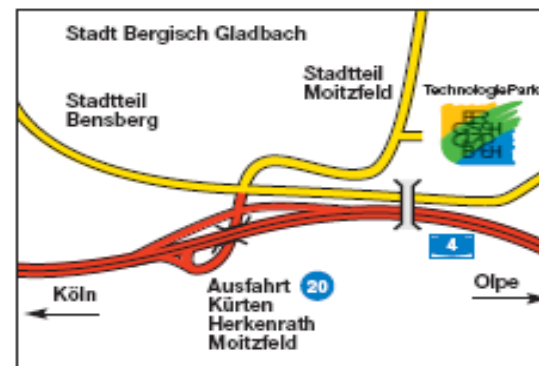 Stadt Bergisch Gladbach
Stadtteil
Moitzfeld
TechnologiePark
Stadtteil
Bensberg
4
Köln
Ausfahrt 20
Kürten
Herkenrath
Moitzfeld
Olpe